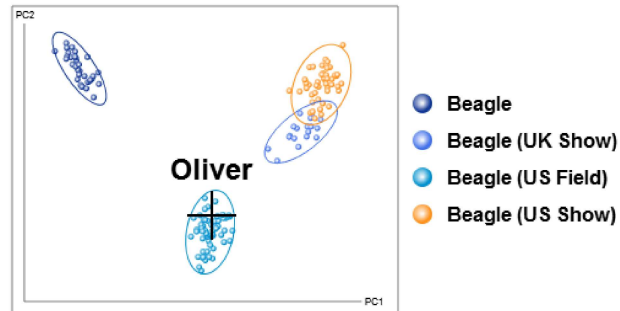 PC2
Oliver
PC1
Beagle
Beagle (UK Show)
Beagle (US Field)
Beagle (US Show)